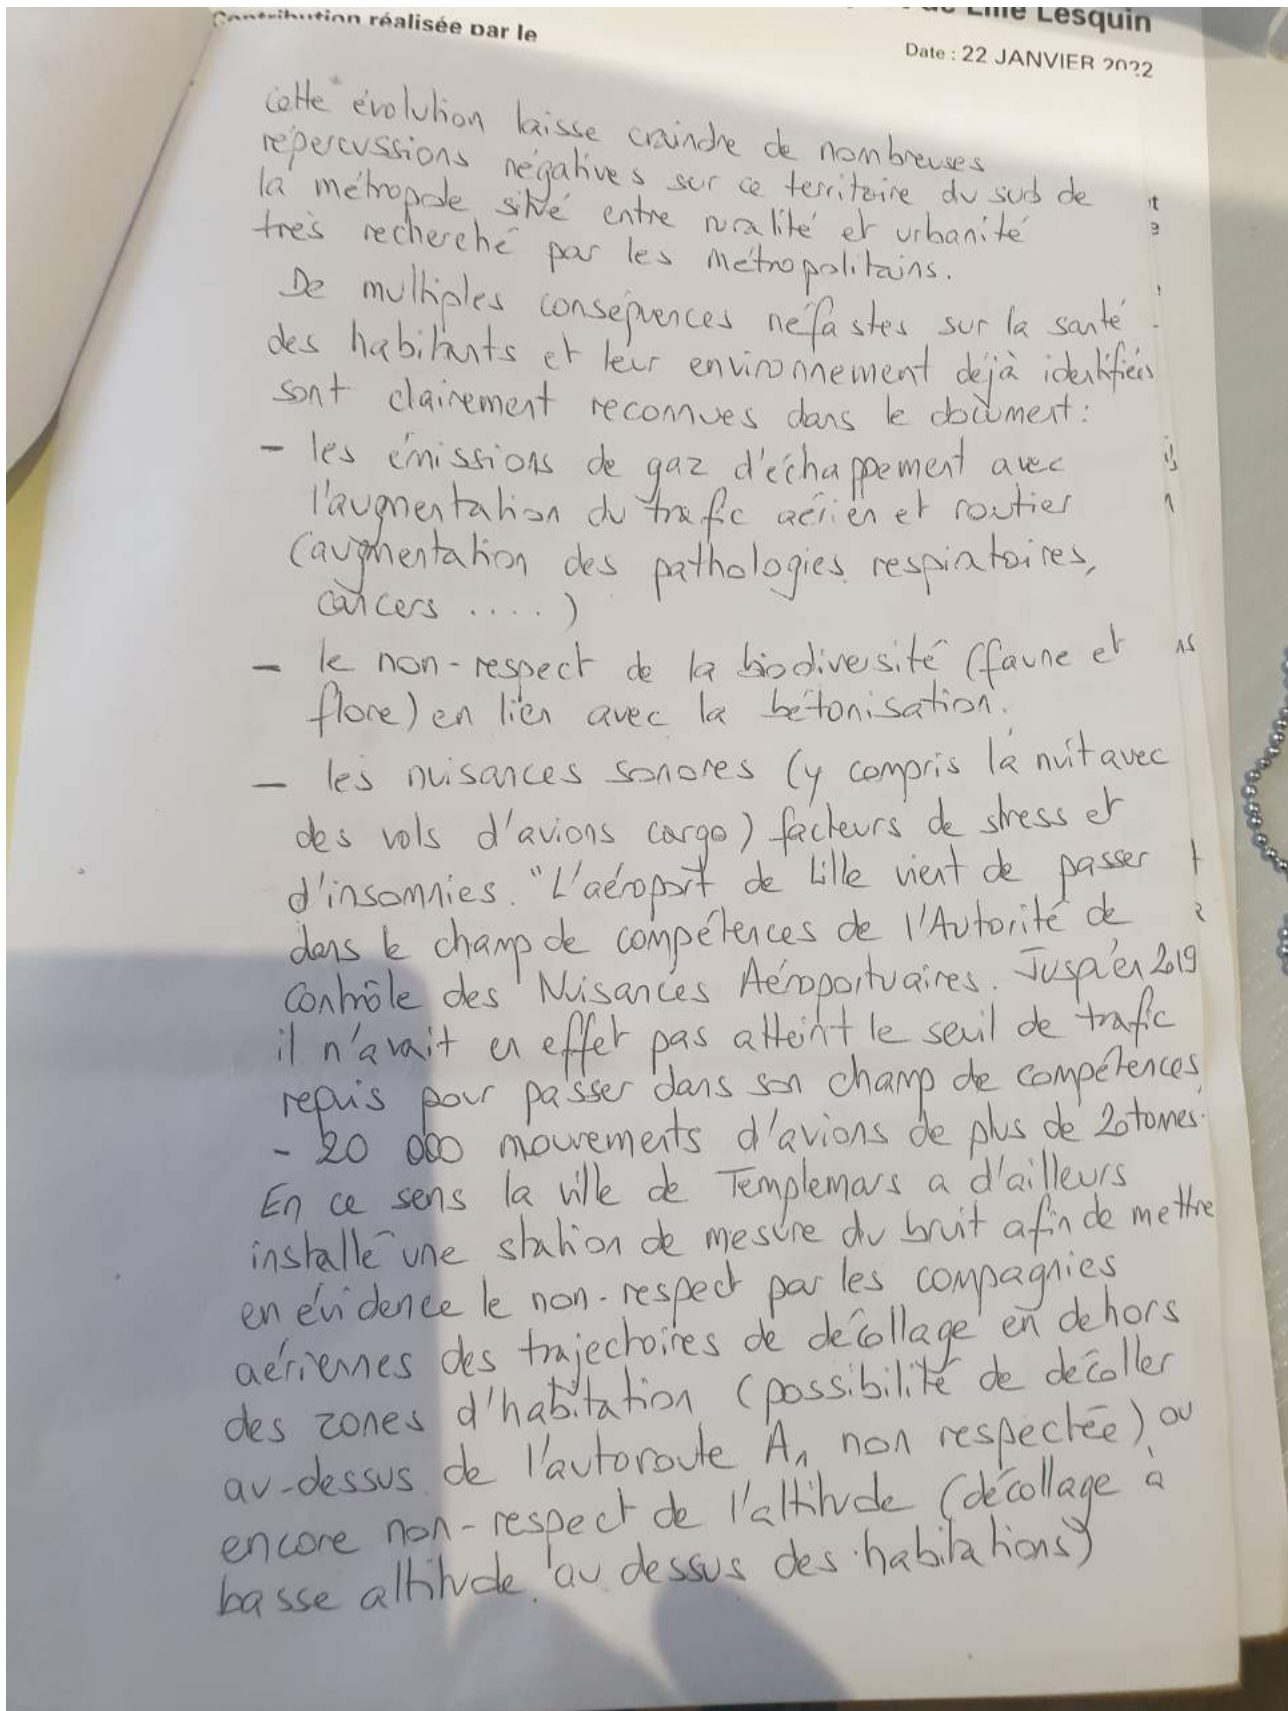 Contribution réalisée par le
Lille Lesquin
Date : 22 JANVIER 2022
cette évolution laisse craindre de nombreuses
répercussions négatives sur ce territoire du sud de
la métropole situé entre ruralité et urbanité
très recherché par les métropolitains.
De multiples conséquences néfastes sur la santé
des habitants et leur environnement déjà identifiées
sont clairement reconnues dans le document :
- les émissions de gaz d'échappement avec
l'augmentation du trafic aérien et routier
(augmentation des pathologies respiratoires,
cancers .....)
- le non-respect de la biodiversité (faune et
flore) en lien avec la bétonisation.
- les nuisances sonores (y compris la nuit avec
des vols d'avions cargo) facteurs de stress et
d'insomnies. "L'aéroport de Lille vient de passer
dans le champ de compétences de l'Autorité de
Contrôle des Nuisances Aéroportuaires. Jusqu'en 2019
il n'avait en effet pas atteint le seuil de trafic
requis pour passer dans son champ de compétences
- 20 000 mouvements d'avions de plus de 20 tonnes.
En ce sens la ville de Templemars a d'ailleurs
installé une station de mesure du bruit afin de mettre
en évidence le non-respect par les compagnies
aériennes des trajectoires de décollage en dehors
des zones d'habitation (possibilité de décoller
au-dessus de l'autoroute A1 non respectée), ou
encore non-respect de l'altitude (décollage à
basse altitude au dessus des habitations)